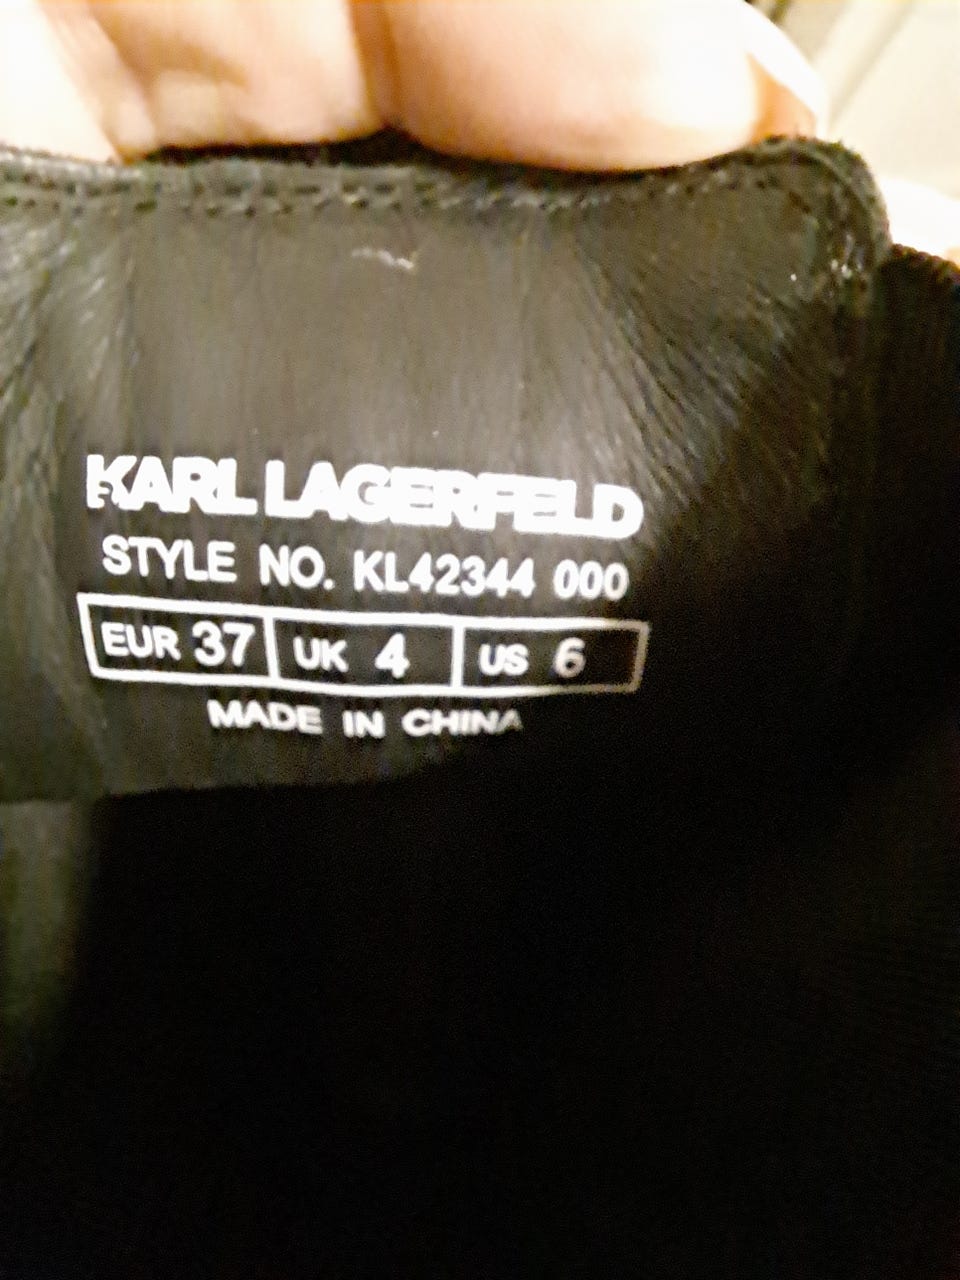 KARL LAGERFELD
STYLE NO. KL42344 000
EUR 37 UK 4 US 6
MADE IN CHINA